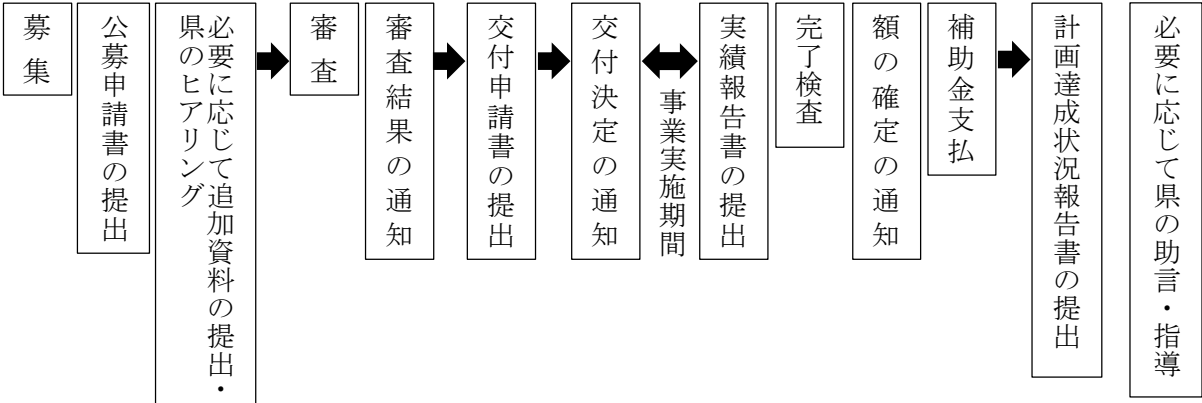 募集
公募申請書の提出
必要に応じて追加資料の提出・
県のヒアリング
審査
審査結果の通知
交付申請書の提出
交付決定の通知
事業実施期間
実績報告書の提出
完了検査
額の確定の通知
補助金支払
計画達成状況報告書の提出
必要に応じて県の助言・指導